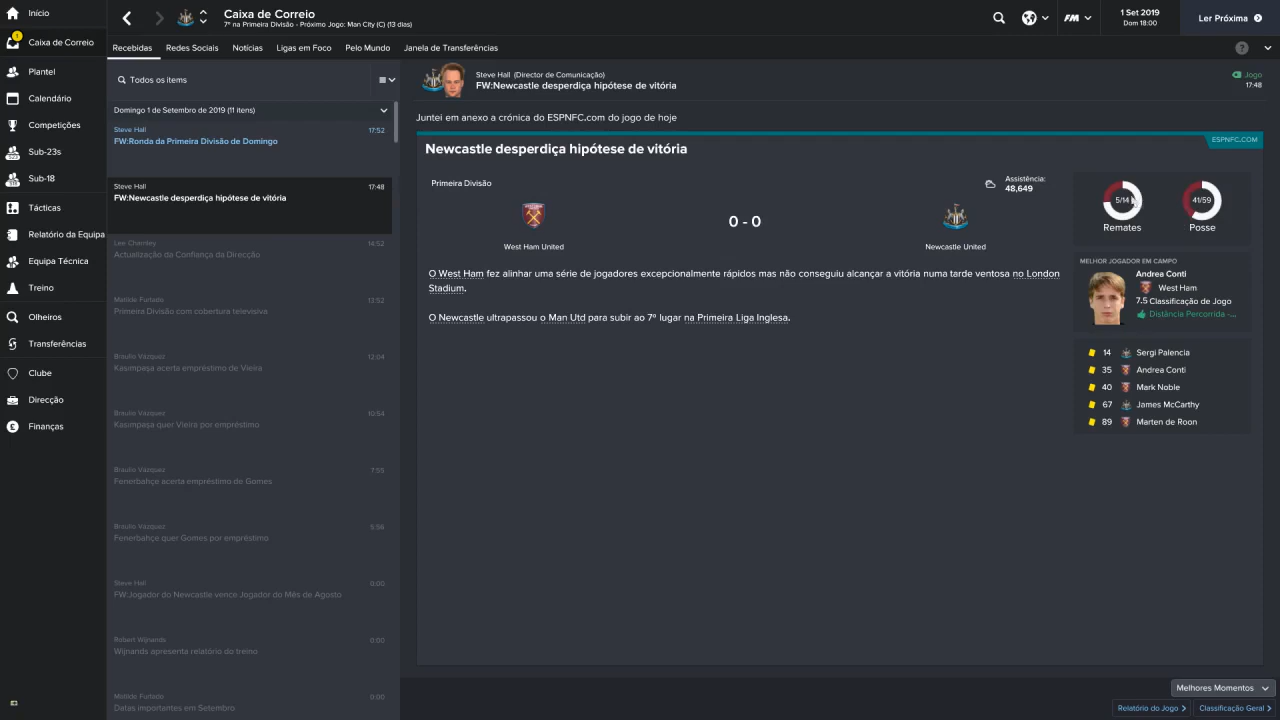 Início
Caixa de Correio
Plantel
Calendário
Competições
Sub-23s
Sub-18
Tácticas
Relatório da Equipa
Equipa Técnica
Treino
Olheiros
Transferências
Clube
Direcção
Finanças
1
Caixa de Correio
7º na Primeira Divisão - Próximo Jogo: Man City (C) (13 dias)
FM
1 Set 2019
Dom 18:00
Ler Próxima
Recebidas
Redes Sociais
Notícias
Ligas em Foco
Pelo Mundo
Janela de Transferências
Todos os items
Domingo 1 de Setembro de 2019 (11 itens)
Steve Hall 17:52
FW:Ronda da Primeira Divisão de Domingo
Steve Hall 17:48
FW:Newcastle desperdiça hipótese de vitória
Lee Charnley 14:52
Actualização da Confiança da Direcção
Matilde Furtado 13:52
Primeira Divisão com cobertura televisiva
Braulio Vázquez 12:04
Kasımpaşa acerta empréstimo de Vieira
Braulio Vázquez 10:54
Kasımpaşa quer Vieira por empréstimo
Braulio Vázquez 7:55
Fenerbahçe acerta empréstimo de Gomes
Braulio Vázquez 5:56
Fenerbahçe quer Gomes por empréstimo
Steve Hall 0:00
FW:Jogador do Newcastle vence Jogador do Mês de Agosto
Robert Wijnands 0:00
Wijnands apresenta relatório do treino
Matilde Furtado 0:00
Datas importantes em Setembro
Steve Hall (Director de Comunicação)
FW:Newcastle desperdiça hipótese de vitória
Jogo
17:48
Juntei em anexo a crónica do ESPNFC.com do jogo de hoje
ESPNFC.COM
Newcastle desperdiça hipótese de vitória
Primeira Divisão
Assistência:
48,649
West Ham United
0 - 0
Newcastle United
O West Ham fez alinhar uma série de jogadores excepcionalmente rápidos mas não conseguiu alcançar a vitória numa tarde ventosa no London
Stadium.
O Newcastle ultrapassou o Man Utd para subir ao 7º lugar na Primeira Liga Inglesa.
5/14
Remates
41/59
Posse
MELHOR JOGADOR EM CAMPO
Andrea Conti
West Ham
7.5 Classificação de Jogo
Distância Percorrida -...
14 Sergi Palencia
35 Andrea Conti
40 Mark Noble
67 James McCarthy
89 Marten de Roon
Melhores Momentos
Relatório do Jogo
Classificação Geral